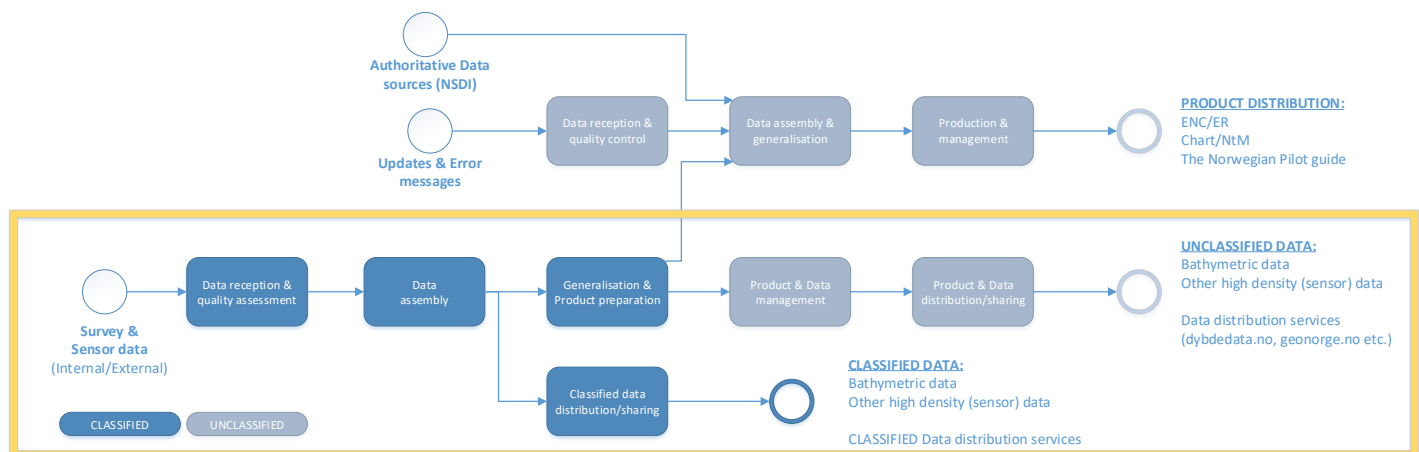 Authoritative Data
sources (NSDI)
Updates & Error
messages
Data reception &
quality control
Data assembly &
generalisation
Production &
management
PRODUCT DISTRIBUTION:
ENC/ER
Chart/NtM
The Norwegian Pilot guide
Survey &
Sensor data
(Internal/External)
Data reception &
quality assessment
Data
assembly
Generalisation &
Product preparation
Product & Data
management
Product & Data
distribution/sharing
UNCLASSIFIED DATA:
Bathymetric data
Other high density (sensor) data
Data distribution services
(dybdedata.no, geonorge.no etc.)
Classified data
distribution/sharing
CLASSIFIED DATA:
Bathymetric data
Other high density (sensor) data
CLASSIFIED Data distribution services
CLASSIFIED
UNCLASSIFIED